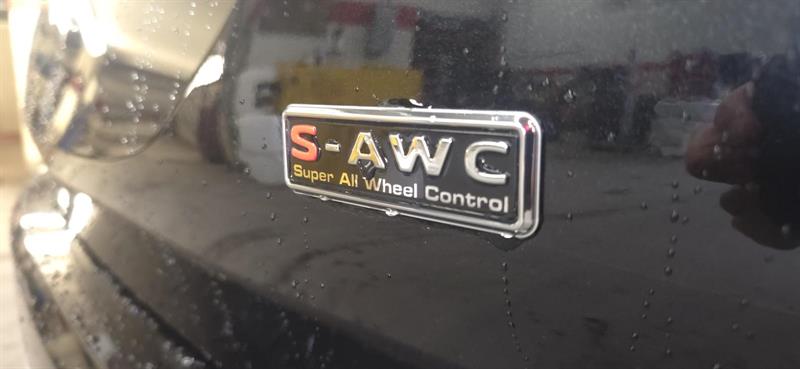 S-AWC
Super All Wheel Control